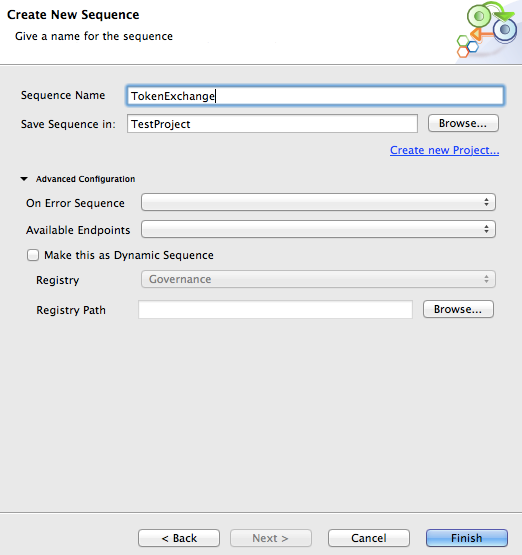 Create New Sequence
Give a name for the sequence
Sequence Name TokenExchange
Save Sequence in: TestProject Browse...
Create new Project...
Advanced Configuration
On Error Sequence
Available Endpoints
Make this as Dynamic Sequence
Registry Governance
Registry Path Browse...
< Back Next > Cancel Finish